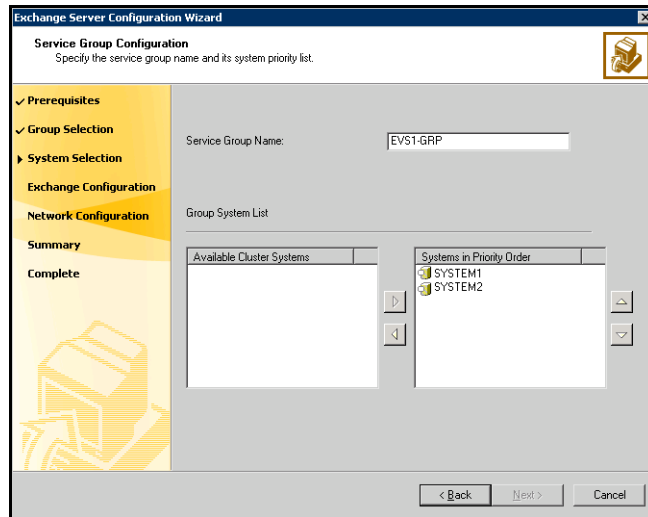 Exchange Server Configuration Wizard
Service Group Configuration
Specify the service group name and its system priority list.
Prerequisites
Group Selection
System Selection
Exchange Configuration
Network Configuration
Summary
Complete
Service Group Name:
EVS1-GRP
Group System List
Available Cluster Systems
Systems in Priority Order
SYSTEM1
SYSTEM2
< Back
Next >
Cancel